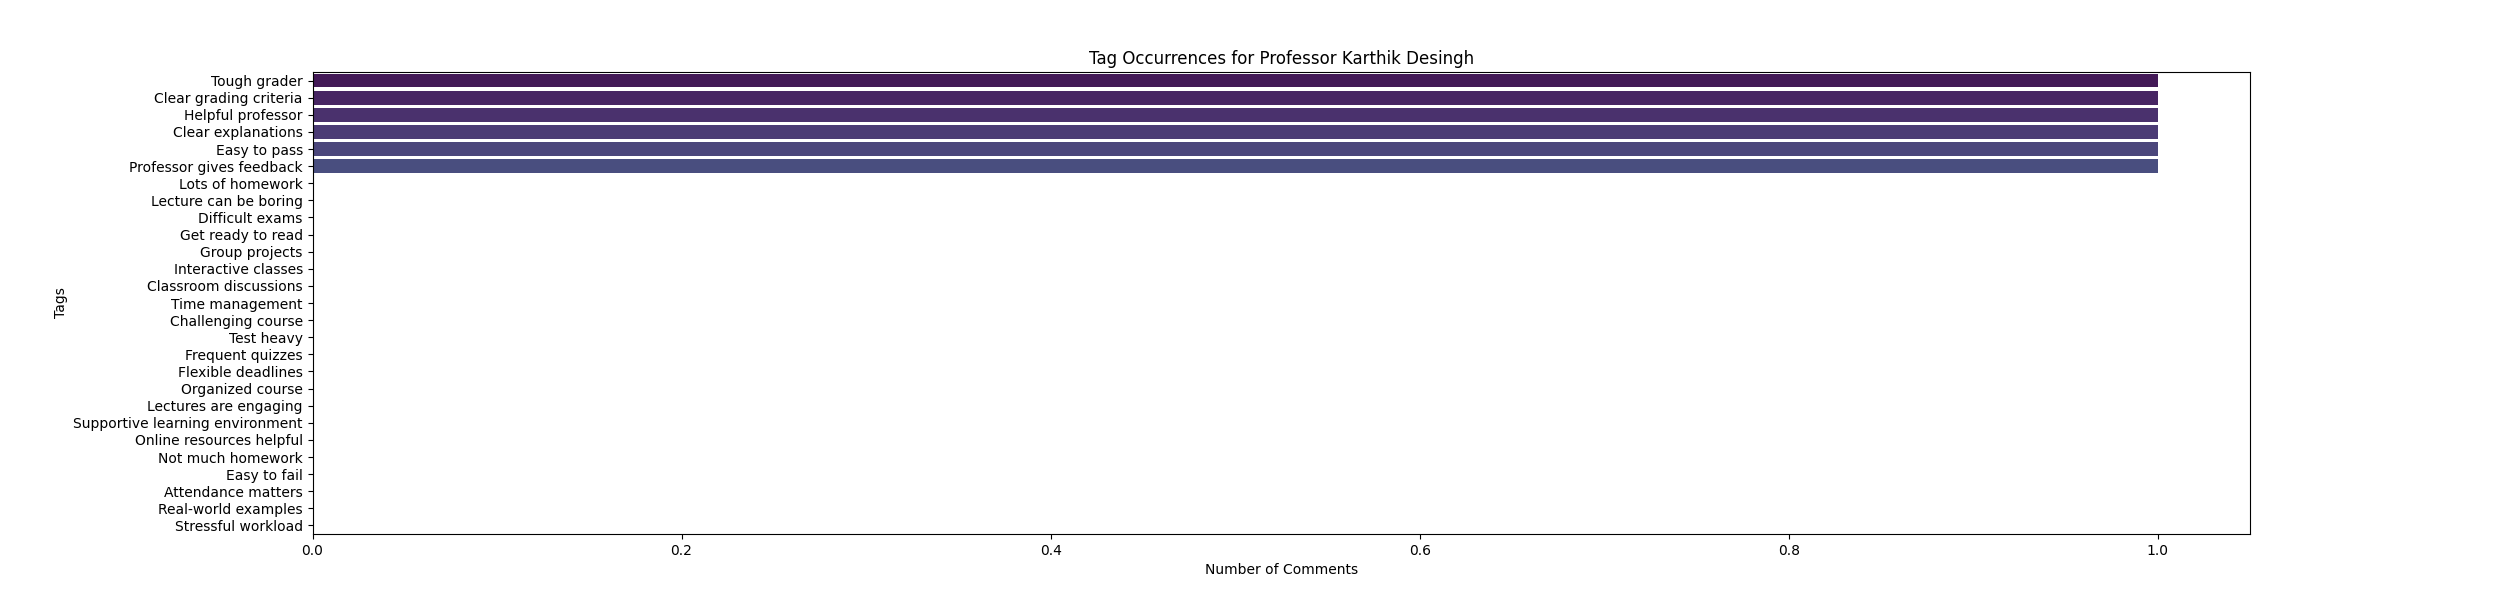 Tag Occurrences for Professor Karthik Desingh
Tough grader
Clear grading criteria
Helpful professor
Clear explanations
Easy to pass
Professor gives feedback
Lots of homework
Lecture can be boring
Difficult exams
Get ready to read
Group projects
Interactive classes
Classroom discussions
Time management
Challenging course
Test heavy
Frequent quizzes
Flexible deadlines
Organized course
Lectures are engaging
Supportive learning environment
Online resources helpful
Not much homework
Easy to fail
Attendance matters
Real-world examples
Stressful workload
Tags
0.0 0.2 0.4 0.6 0.8 1.0
Number of Comments